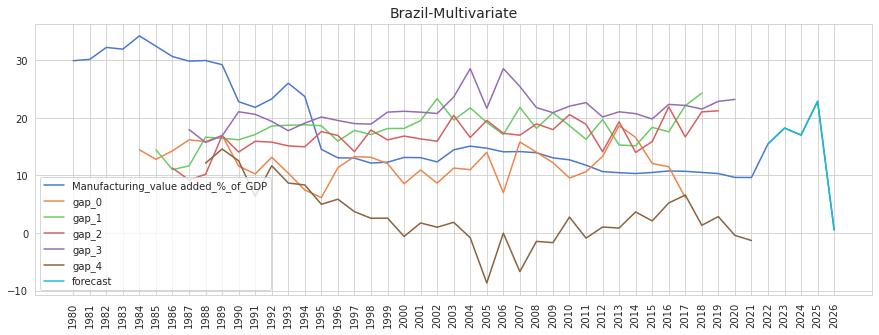 Brazil-Multivariate
30
20
10
0
−10
Manufacturing_value added_%_of_GDP
gap_0
gap_1
gap_2
gap_3
gap_4
forecast
1980 1981 1982 1983 1984 1985 1986 1987 1988 1989 1990 1991 1992 1993 1994 1995 1996 1997 1998 1999 2000 2001 2002 2003 2004 2005 2006 2007 2008 2009 2010 2011 2012 2013 2014 2015 2016 2017 2018 2019 2020 2021 2022 2023 2024 2025 2026